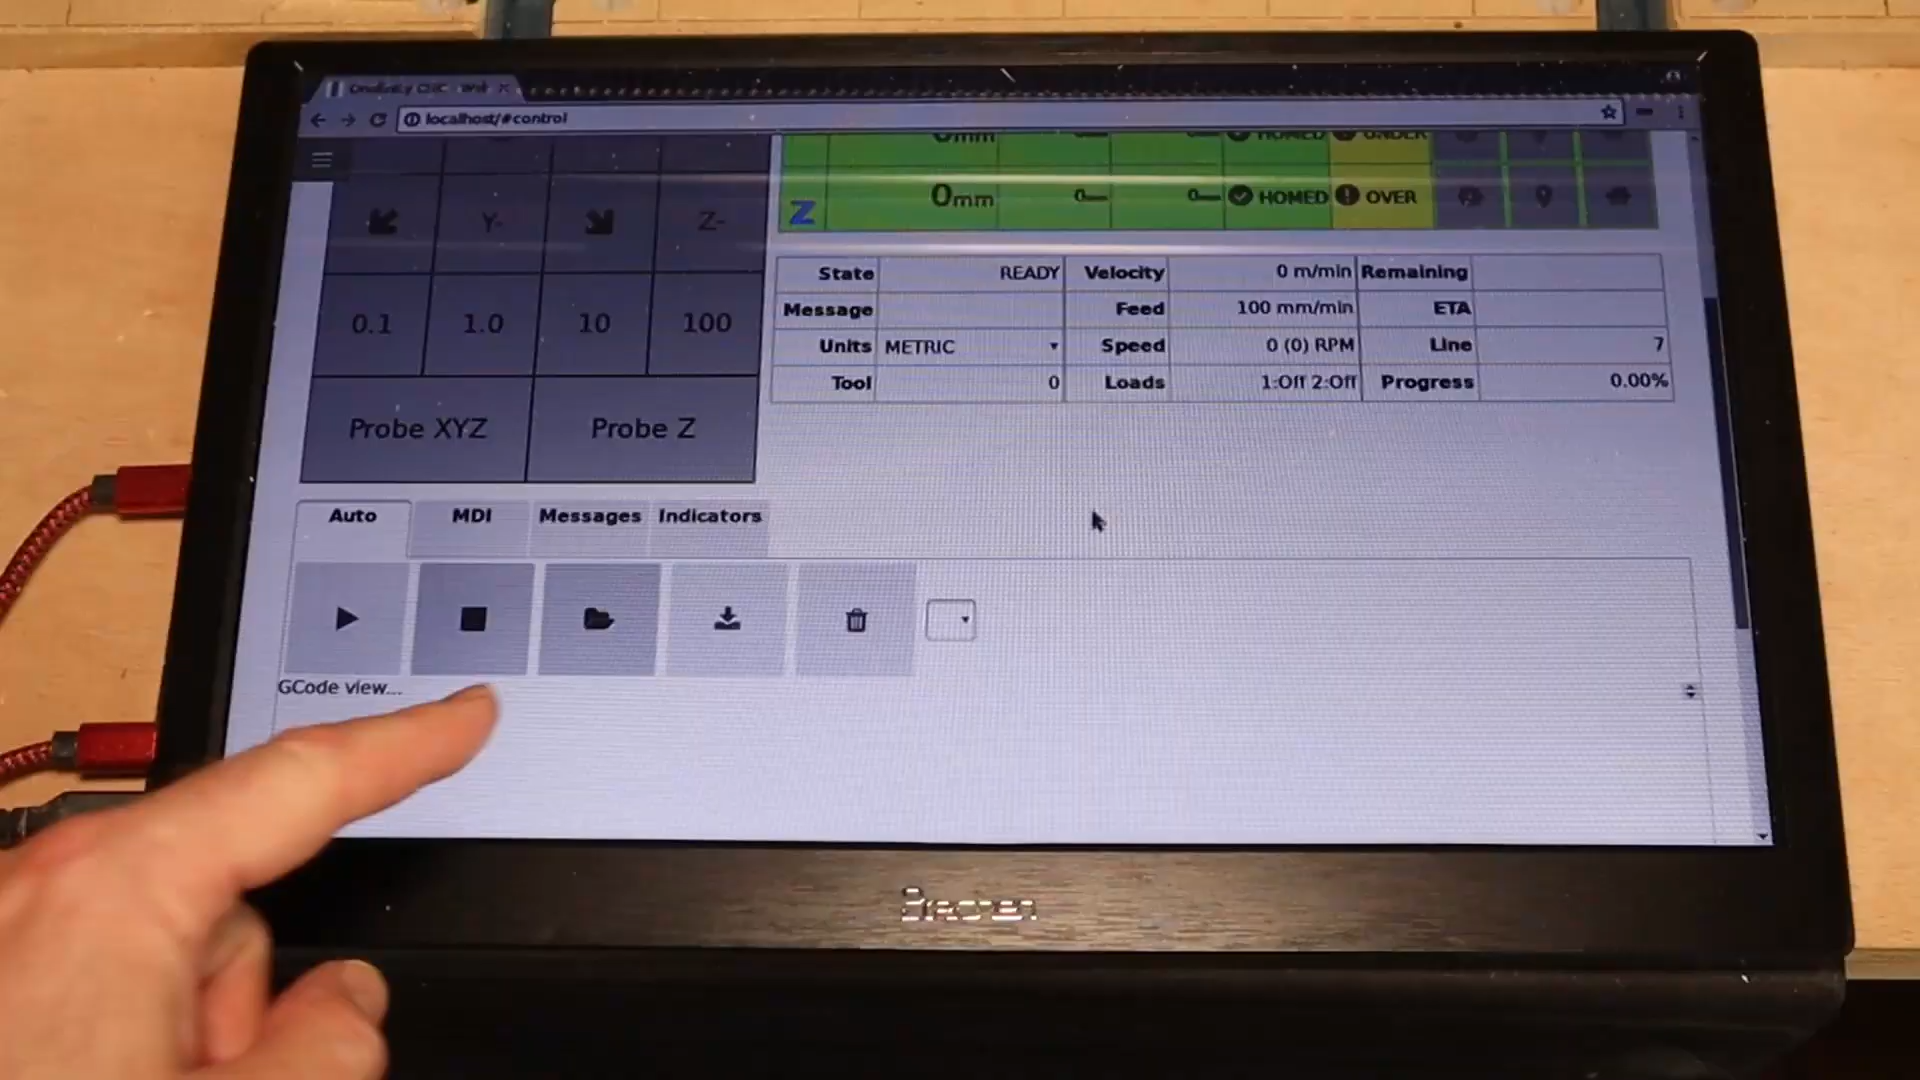 localhost/#control
0mm HOMED UNDER
Z 0mm HOMED OVER
Y- Z-
0.1 1.0 10 100
Probe XYZ Probe Z
State READY Velocity 0 m/min Remaining
Message Feed 100 mm/min ETA
Units METRIC Speed 0 (0) RPM Line 7
Tool 0 Loads 1:Off 2:Off Progress 0.00%
Auto MDI Messages Indicators
GCode view...